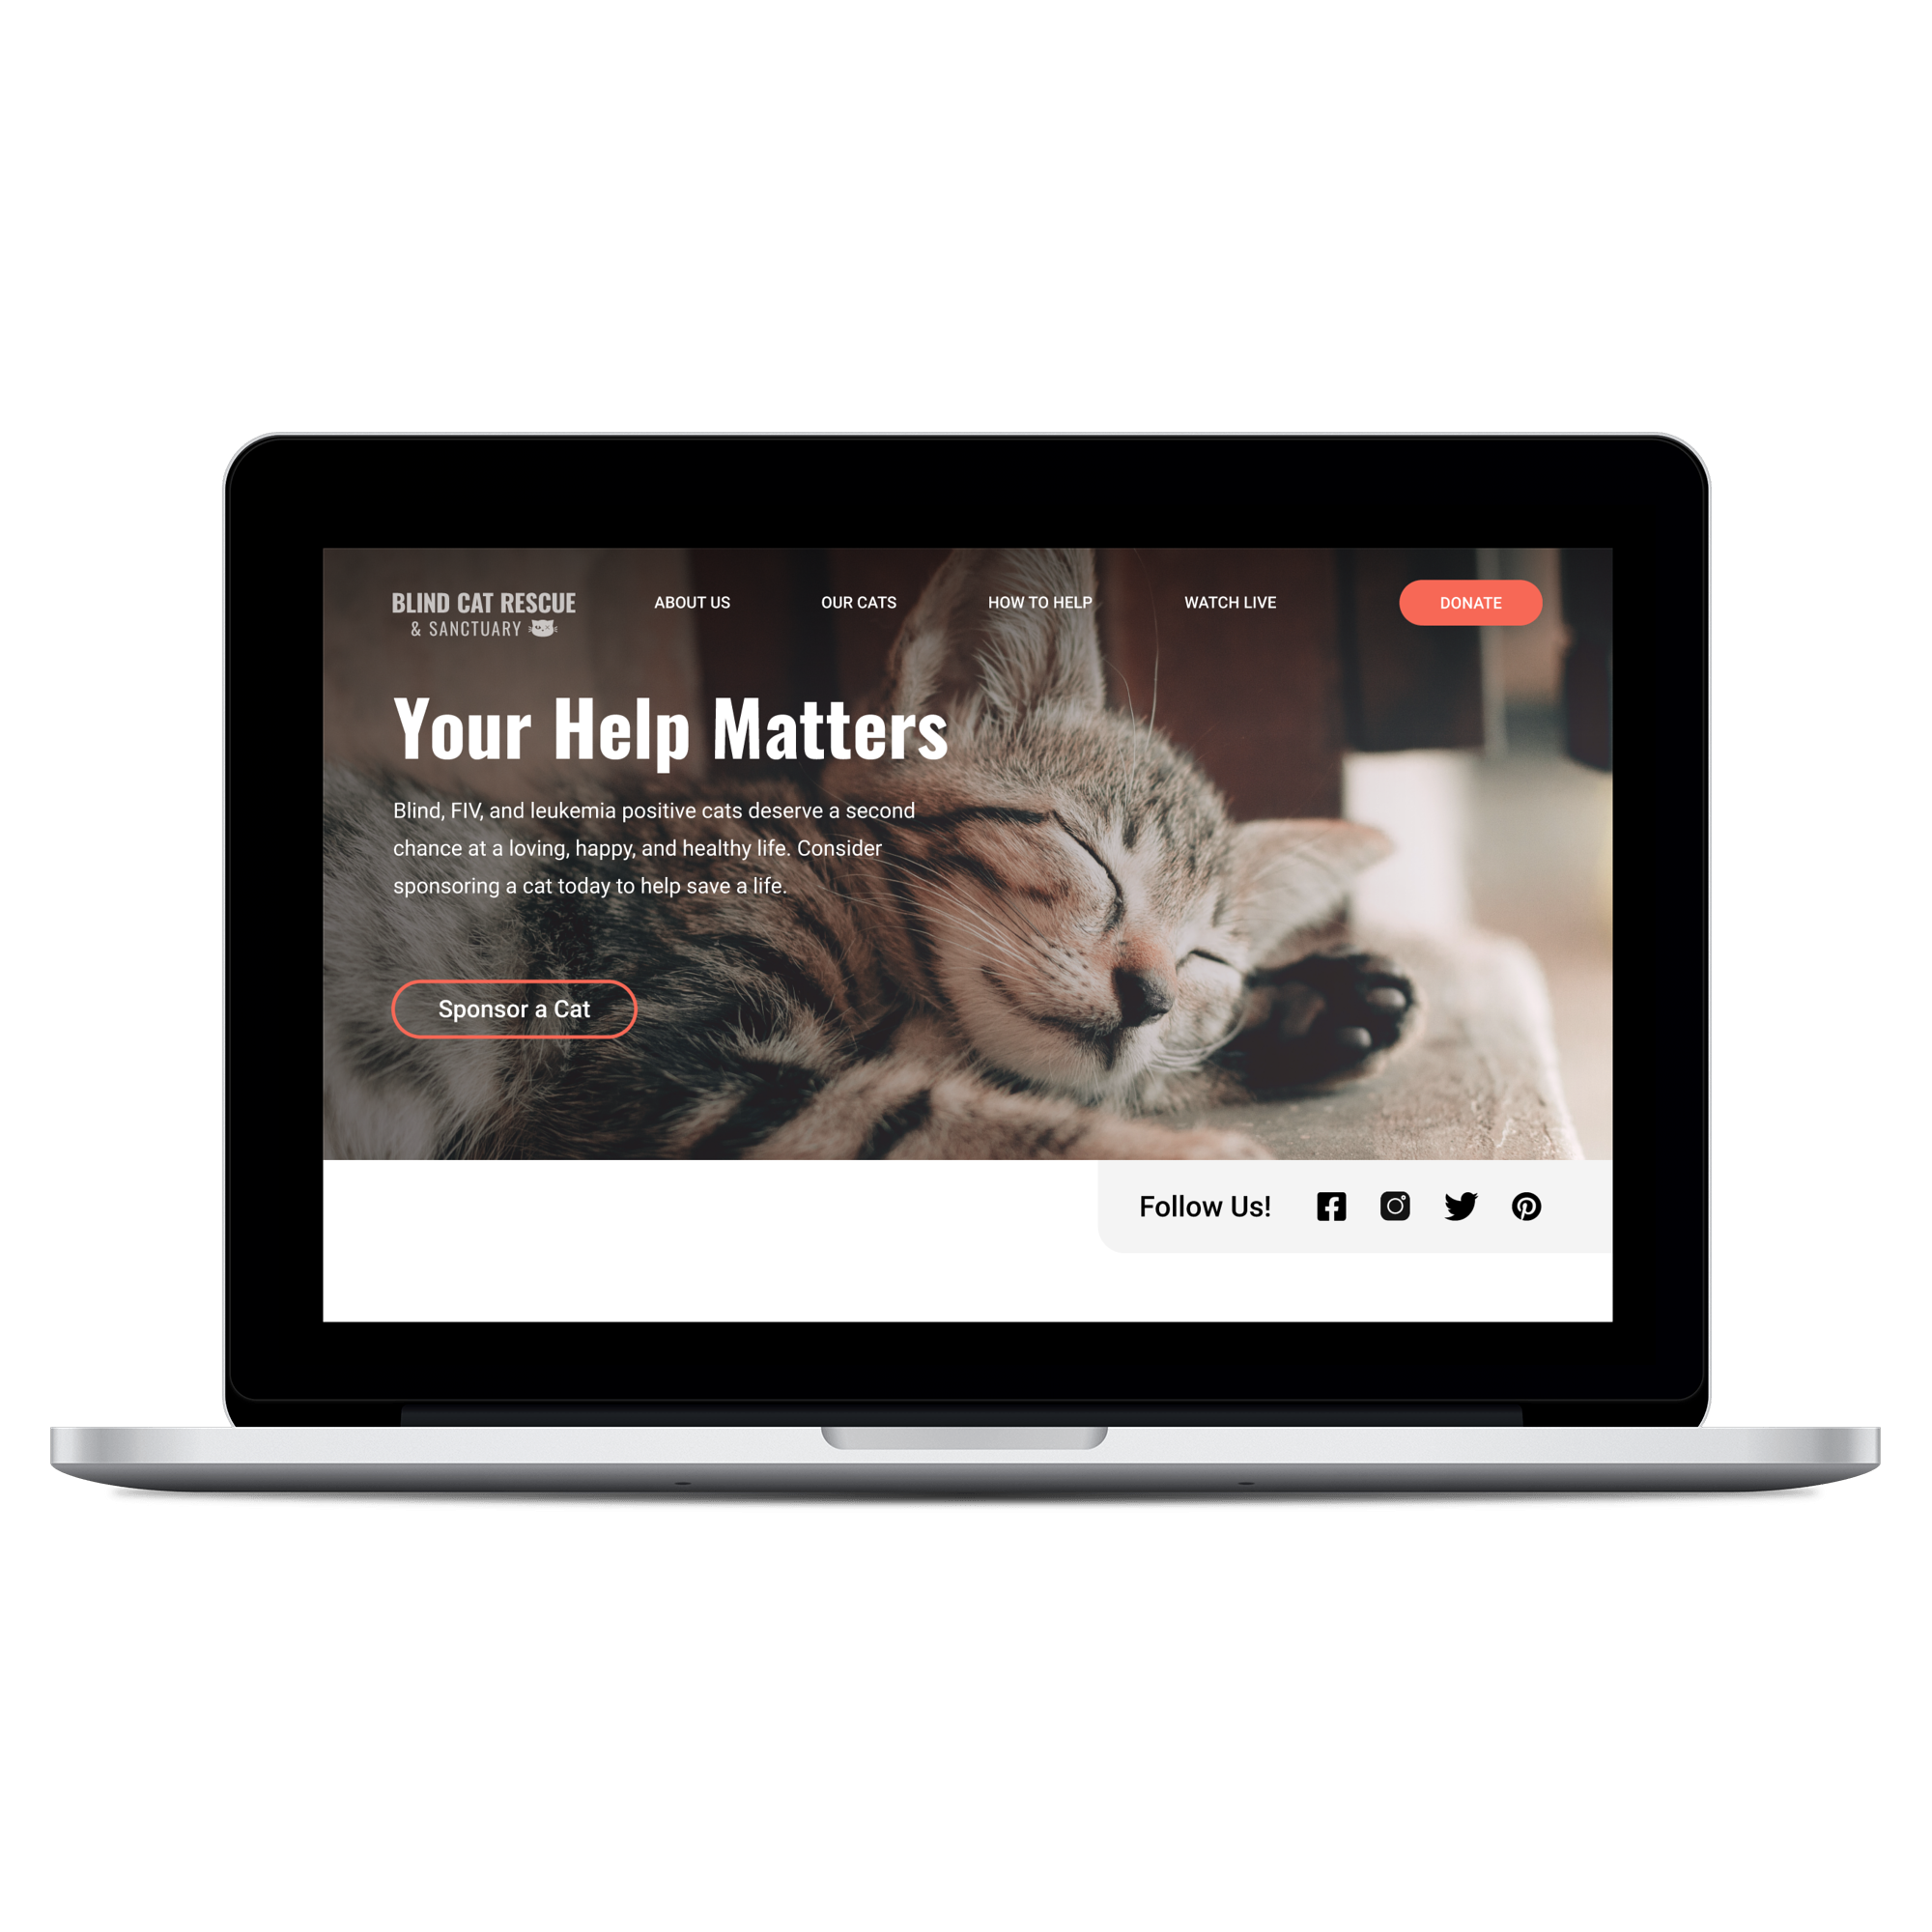 BLIND CAT RESCUE
& SANCTUARY
ABOUT US
OUR CATS
HOW TO HELP
WATCH LIVE
DONATE
Your Help Matters
Blind, FIV, and leukemia positive cats deserve a second
chance at a loving, happy, and healthy life. Consider
sponsoring a cat today to help save a life.
Sponsor a Cat
Follow Us!